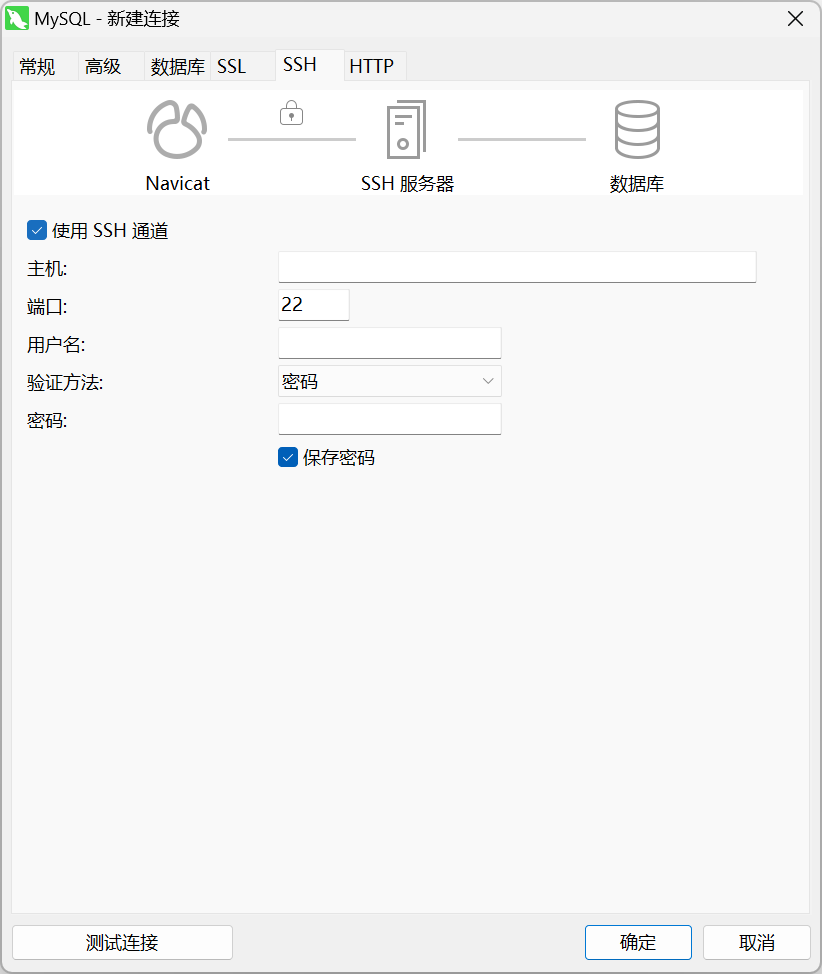 MySQL - 新建连接
常规 高级 数据库 SSL SSH HTTP
Navicat SSH 服务器 数据库
使用 SSH 通道
主机:
端口: 22
用户名:
验证方法: 密码
密码:
保存密码
测试连接 确定 取消